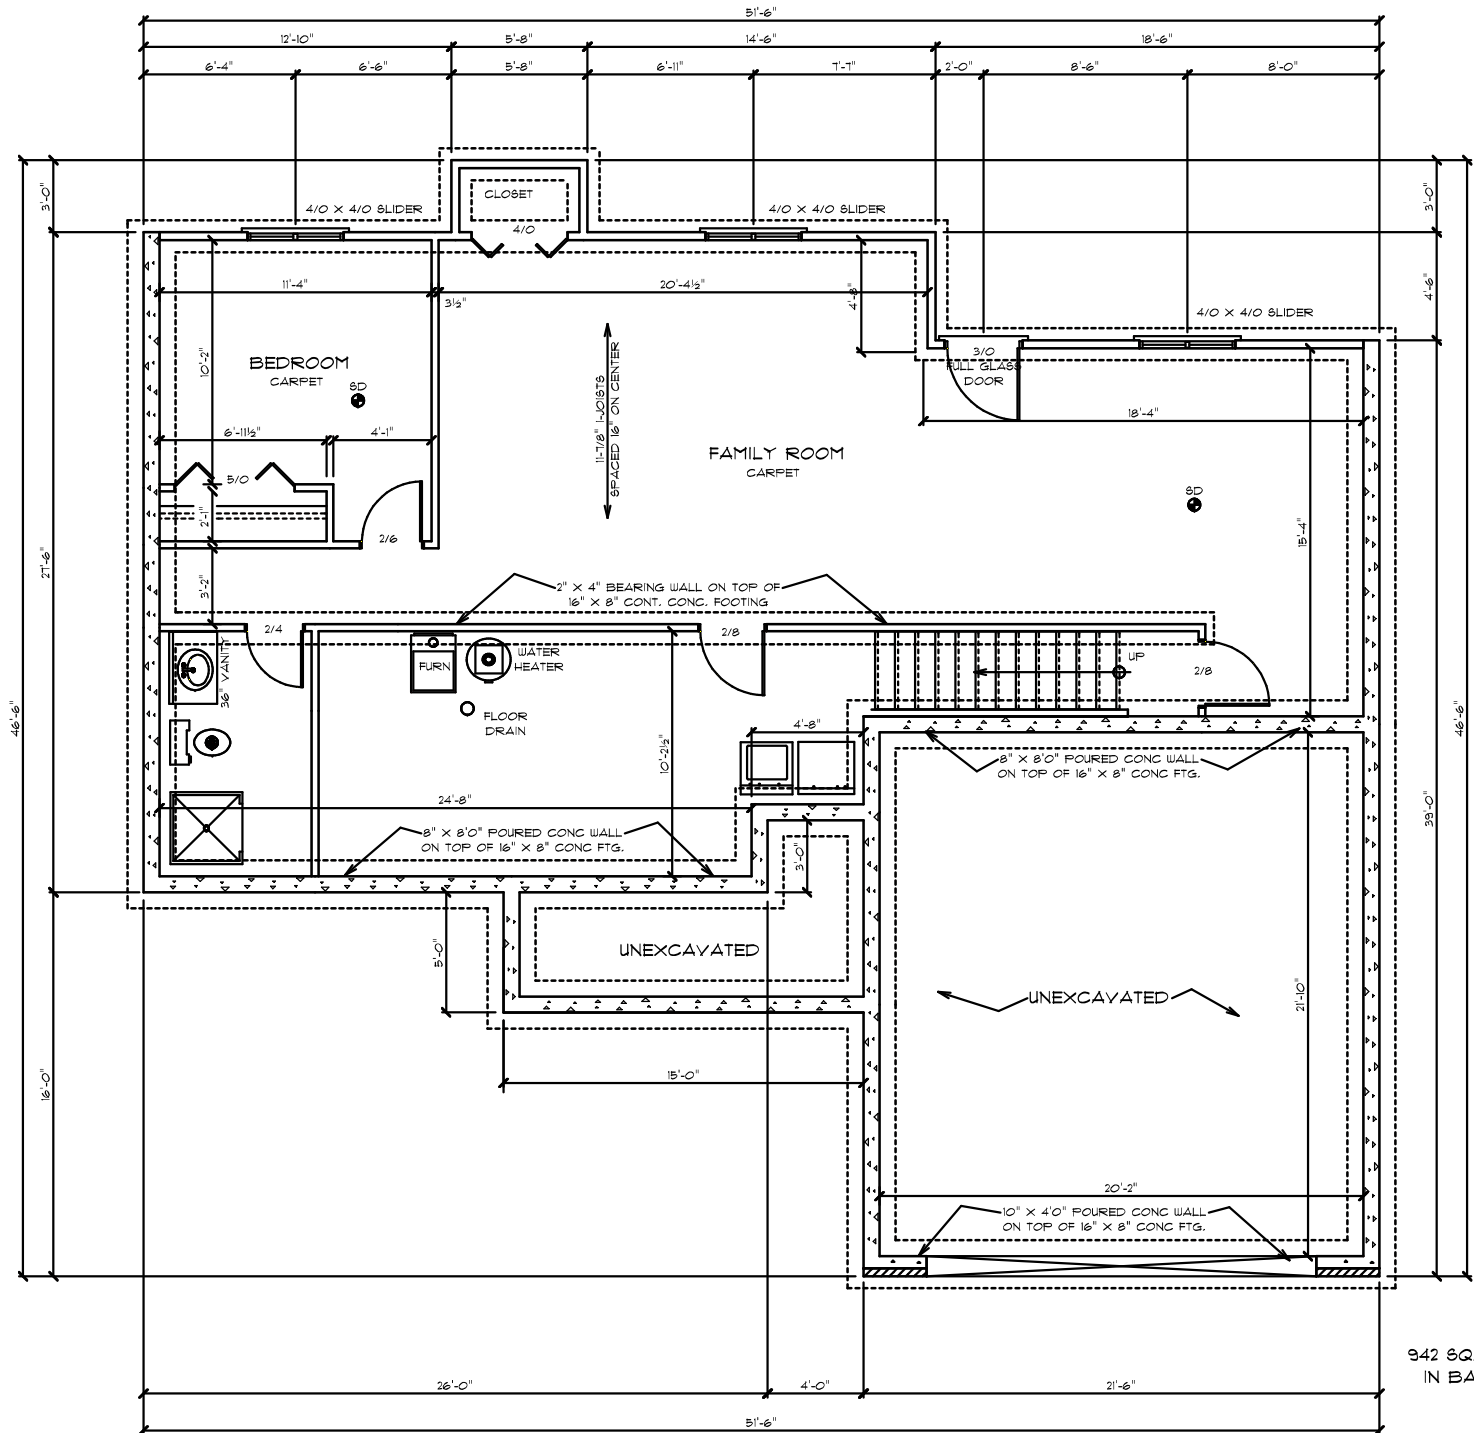 51'-6"
12'-10" 5'-8" 14'-6" 18'-6"
6'-4" 6'-6" 5'-8" 6'-11" 7'-7" 2'-0" 8'-6" 8'-0"
3'-0"
CLOSET
4/0
4/0 X 4/0 SLIDER
4/0 X 4/0 SLIDER
3'-0"
4'-6"
11'-4"
3½"
20'-4½"
4'-8"
4/0 X 4/0 SLIDER
3/0
FULL GLASS
DOOR
18'-4"
10'-2"
BEDROOM
CARPET
SD
11-7/8" I-JOISTS
SPACED 16" ON CENTER
6'-11½" 4'-1"
FAMILY ROOM
CARPET
5/0
SD
2'-1"
2/6
15'-4"
27'-6"
3'-2"
2" X 4" BEARING WALL ON TOP OF
16" X 8" CONT. CONC. FOOTING
2/4
2/8
36" VANITY
FURN
WATER
HEATER
UP
2/8
46'-6"
46'-6"
FLOOR
DRAIN
4'-8"
10'-2½"
8" X 8'0" POURED CONC WALL
ON TOP OF 16" X 8" CONC FTG.
24'-8"
39'-0"
8" X 8'0" POURED CONC WALL
ON TOP OF 16" X 8" CONC FTG.
3'-0"
5'-0"
UNEXCAVATED
UNEXCAVATED
21'-10"
16'-0"
15'-0"
20'-2"
10" X 4'0" POURED CONC WALL
ON TOP OF 16" X 8" CONC FTG.
942 SQ
IN BA
26'-0" 4'-0" 21'-6"
51'-6"